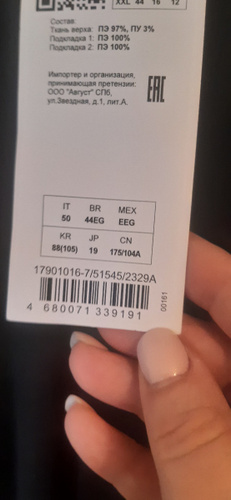 XXL 44 16 12
Состав:
Ткань верха: ПЭ 97%, ПУ 3%
Подкладка 1: ПЭ 100%
Подкладка 2: ПЭ 100%
Импортер и организация,
принимающая претензии:
ООО "Август" СПб,
ул.Звездная, д.1, лит.А.
EAC
IT BR MEX
50 44EG EEG
KR JP CN
88(105) 19 175/104A
17901016-7/51545/2329A
00161
4 680071 339191